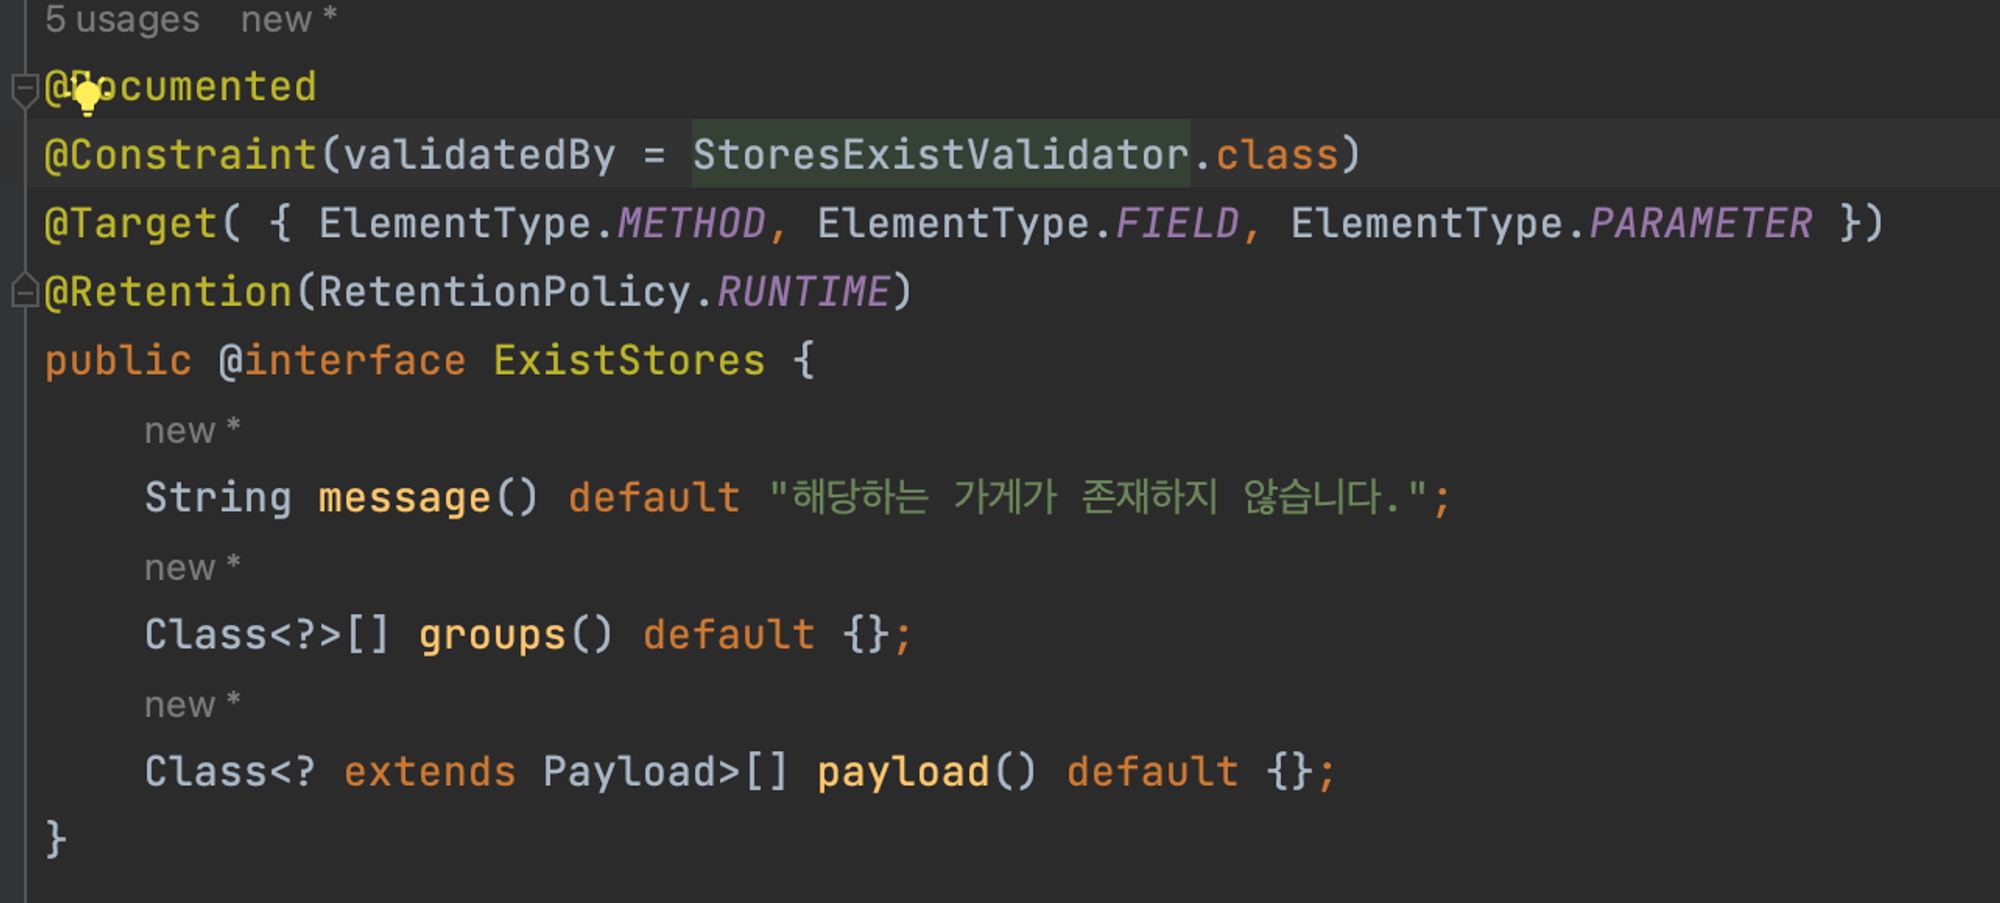 5 usages new *
@Documented
@Constraint(validatedBy = StoresExistValidator.class)
@Target( { ElementType.METHOD, ElementType.FIELD, ElementType.PARAMETER })
@Retention(RetentionPolicy.RUNTIME)
public @interface ExistStores {
new *
String message() default "해당하는 가게가 존재하지 않습니다.";
new *
Class<?>[] groups() default {};
new *
Class<? extends Payload>[] payload() default {};
}